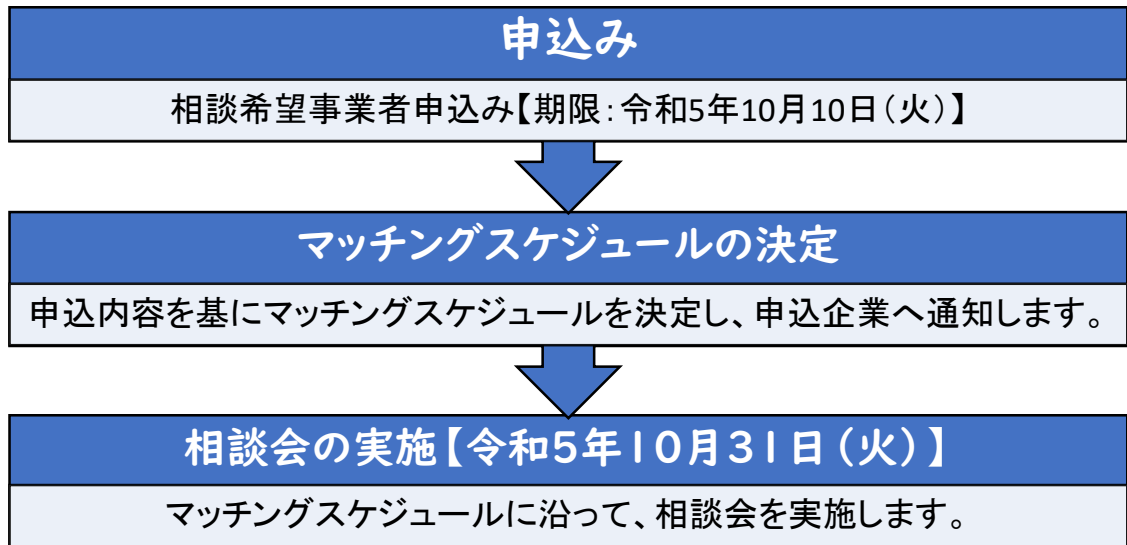 申込み
相談希望事業者申込み【期限：令和5年10月10日（火）】
マッチングスケジュールの決定
申込内容を基にマッチングスケジュールを決定し、申込企業へ通知します。
相談会の実施【令和5年10月31日（火）】
マッチングスケジュールに沿って、相談会を実施します。